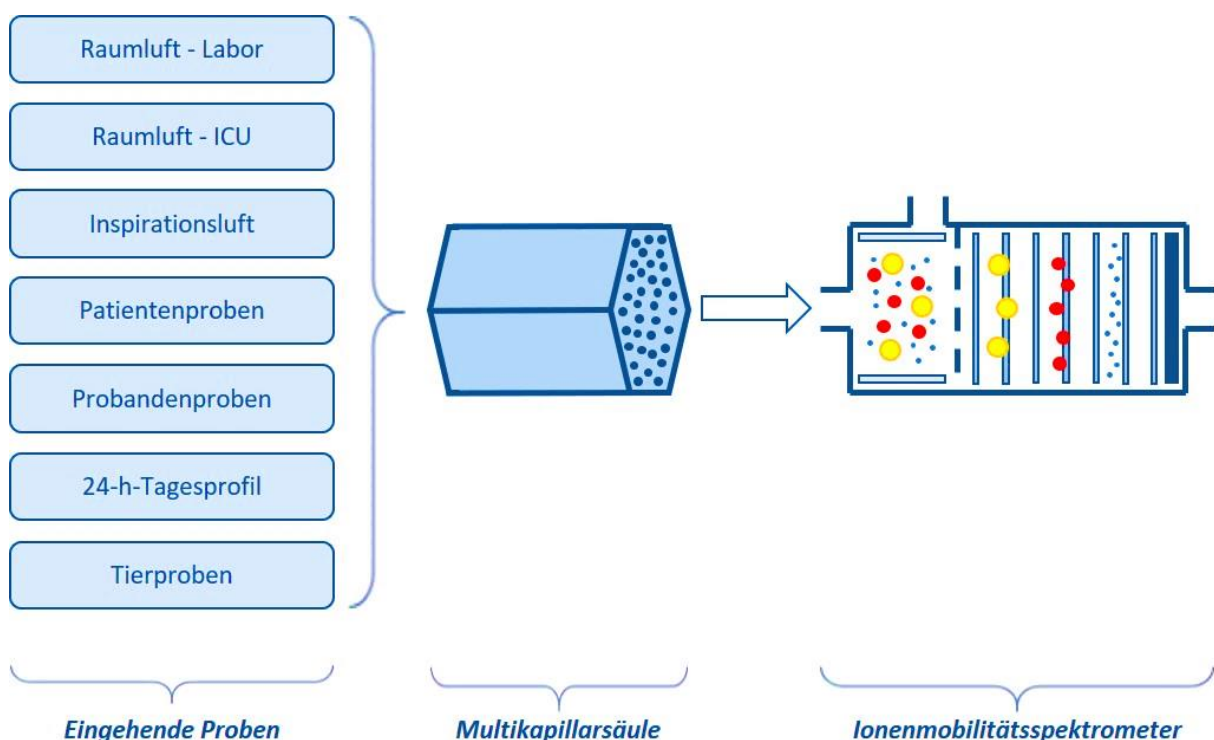 Raumluft - Labor
Raumluft - ICU
Inspirationsluft
Patientenproben
Probandenproben
24-h-Tagesprofil
Tierproben
Eingehende Proben
Multikapillarsäule
Ionenmobilitätsspektrometer